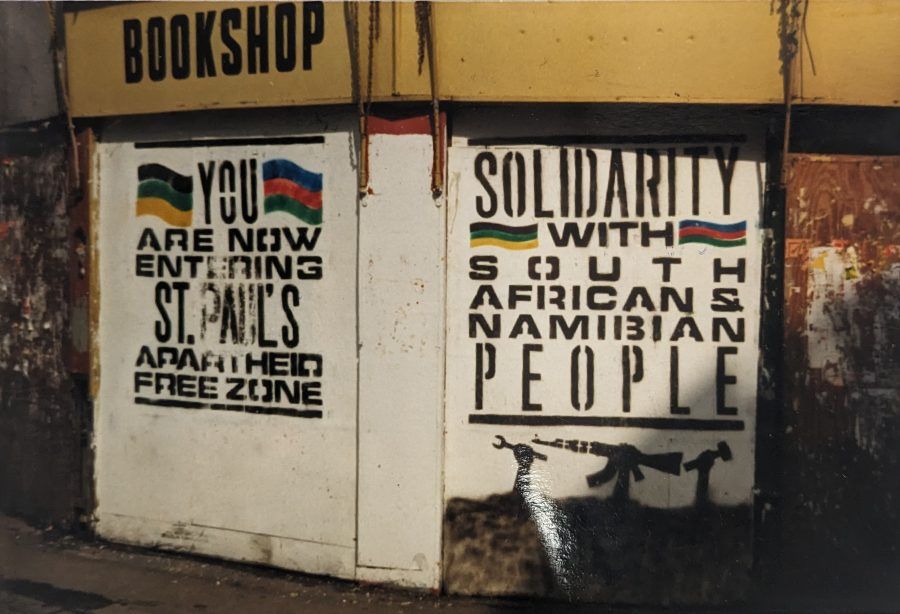 BOOKSHOP
YOU
ARE NOW
ENTERING
ST. PAUL'S
APARTHEID
FREE ZONE
SOLIDARITY
WITH
SOUTH
AFRICAN &
NAMIBIAN
PEOPLE